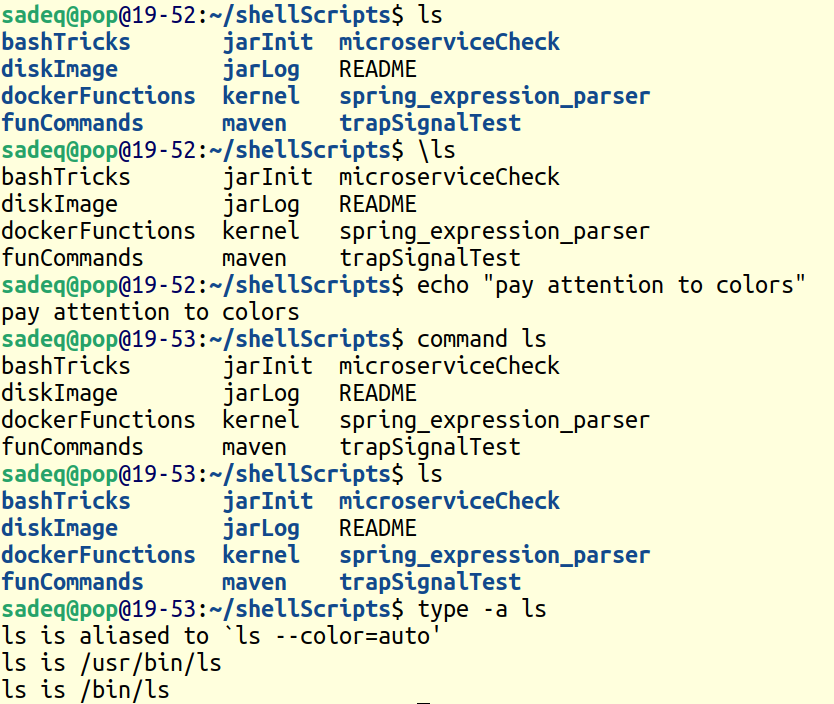 sadeq@pop@19-52:~/shellScripts$ ls
bashTricks       jarInit  microserviceCheck
diskImage        jarLog   README
dockerFunctions  kernel   spring_expression_parser
funCommands      maven    trapSignalTest
sadeq@pop@19-52:~/shellScripts$ \ls
bashTricks       jarInit  microserviceCheck
diskImage        jarLog   README
dockerFunctions  kernel   spring_expression_parser
funCommands      maven    trapSignalTest
sadeq@pop@19-52:~/shellScripts$ echo "pay attention to colors"
pay attention to colors
sadeq@pop@19-53:~/shellScripts$ command ls
bashTricks       jarInit  microserviceCheck
diskImage        jarLog   README
dockerFunctions  kernel   spring_expression_parser
funCommands      maven    trapSignalTest
sadeq@pop@19-53:~/shellScripts$ ls
bashTricks       jarInit  microserviceCheck
diskImage        jarLog   README
dockerFunctions  kernel   spring_expression_parser
funCommands      maven    trapSignalTest
sadeq@pop@19-53:~/shellScripts$ type -a ls
ls is aliased to `ls --color=auto'
ls is /usr/bin/ls
ls is /bin/ls